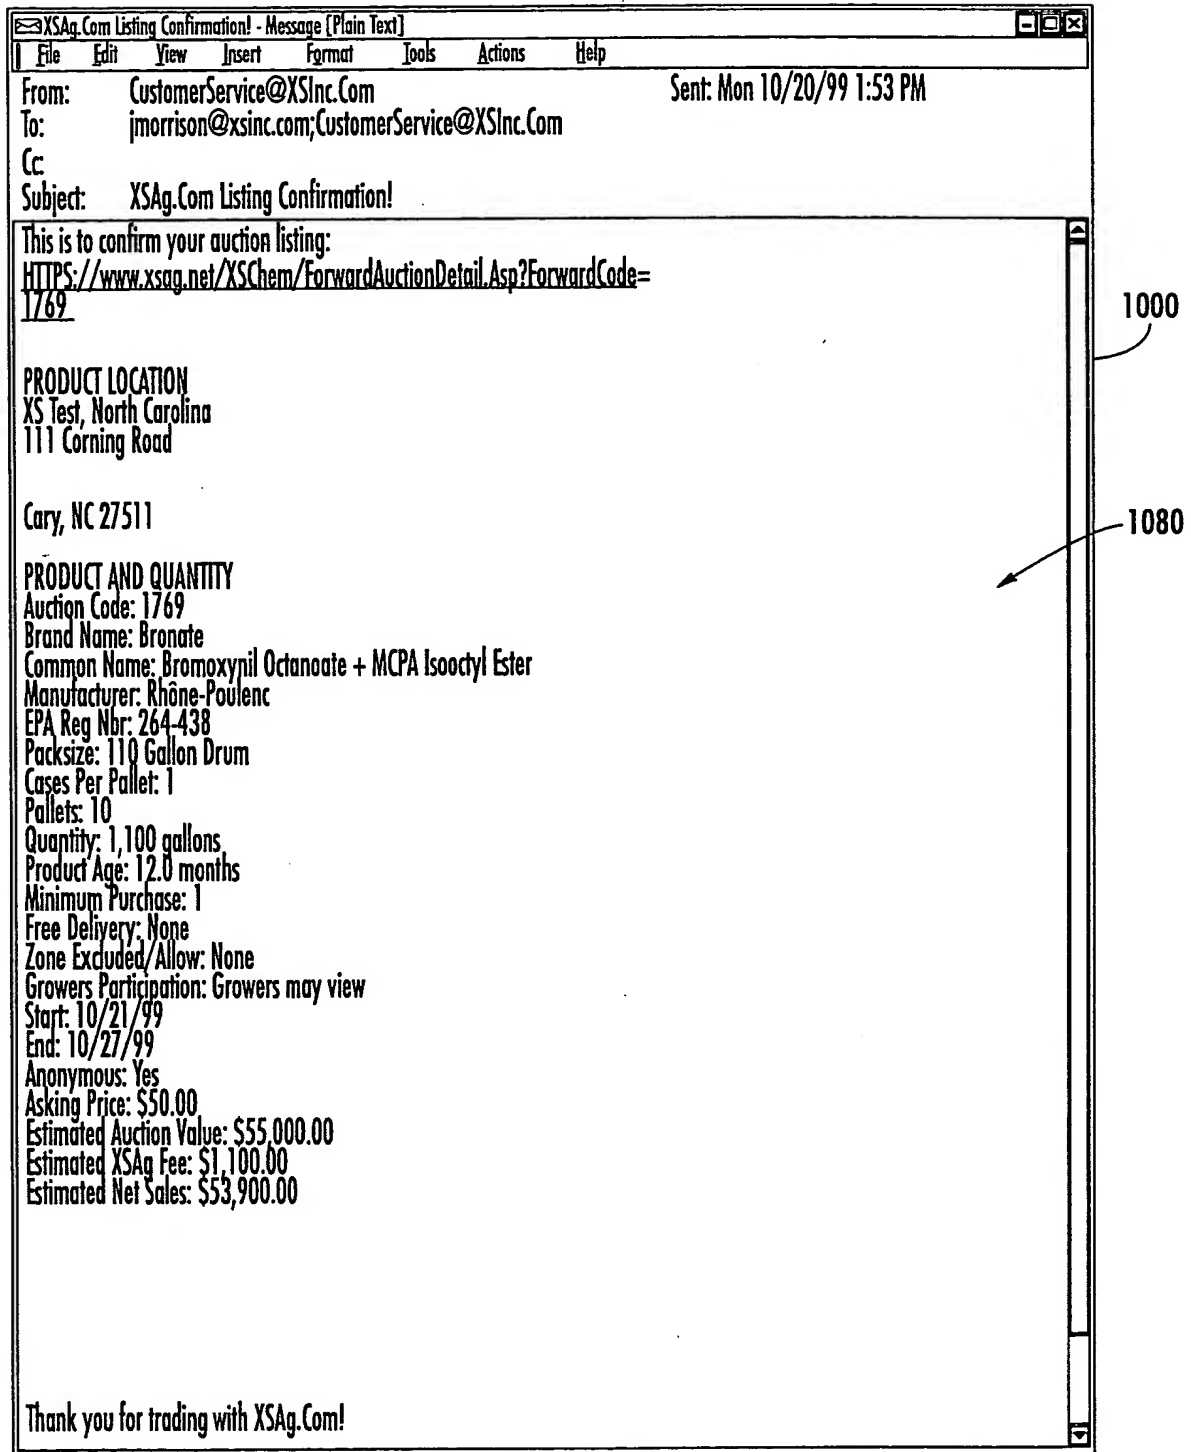 XSAg.Com Listing Confirmation! - Message [Plain Text]
File Edit View Insert Format Tools Actions Help
From: CustomerService@XSInc.Com Sent: Mon 10/20/99 1:53 PM
To: jmorrison@xsinc.com;CustomerService@XSInc.Com
Cc:
Subject: XSAg.Com Listing Confirmation!
This is to confirm your auction listing:
HTTPS://www.xsag.net/XSChem/ForwardAuctionDetail.Asp?ForwardCode=
1769
1000
PRODUCT LOCATION
XS Test, North Carolina
111 Corning Road
Cary, NC 27511
1080
PRODUCT AND QUANTITY
Auction Code: 1769
Brand Name: Bronate
Common Name: Bromoxynil Octanoate + MCPA Isooctyl Ester
Manufacturer: Rhône-Poulenc
EPA Reg Nbr: 264-438
Packsize: 110 Gallon Drum
Cases Per Pallet: 1
Pallets: 10
Quantity: 1,100 gallons
Product Age: 12.0 months
Minimum Purchase: 1
Free Delivery: None
Zone Excluded/Allow: None
Growers Participation: Growers may view
Start: 10/21/99
End: 10/27/99
Anonymous: Yes
Asking Price: $50.00
Estimated Auction Value: $55,000.00
Estimated XSAg Fee: $1,100.00
Estimated Net Sales: $53,900.00
Thank you for trading with XSAg.Com!